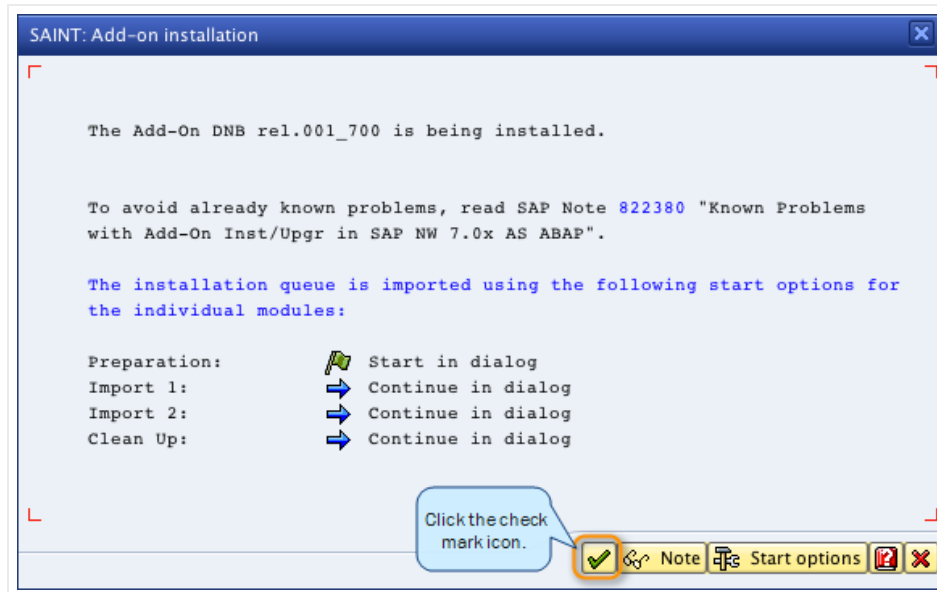 SAINT: Add-on installation
The Add-On DNB rel.001_700 is being installed.
To avoid already known problems, read SAP Note 822380 "Known Problems
with Add-On Inst/Upgr in SAP NW 7.0x AS ABAP".
The installation queue is imported using the following start options for
the individual modules:
Preparation: Start in dialog
Import 1: Continue in dialog
Import 2: Continue in dialog
Clean Up: Continue in dialog
Click the check
mark icon.
Note Start options